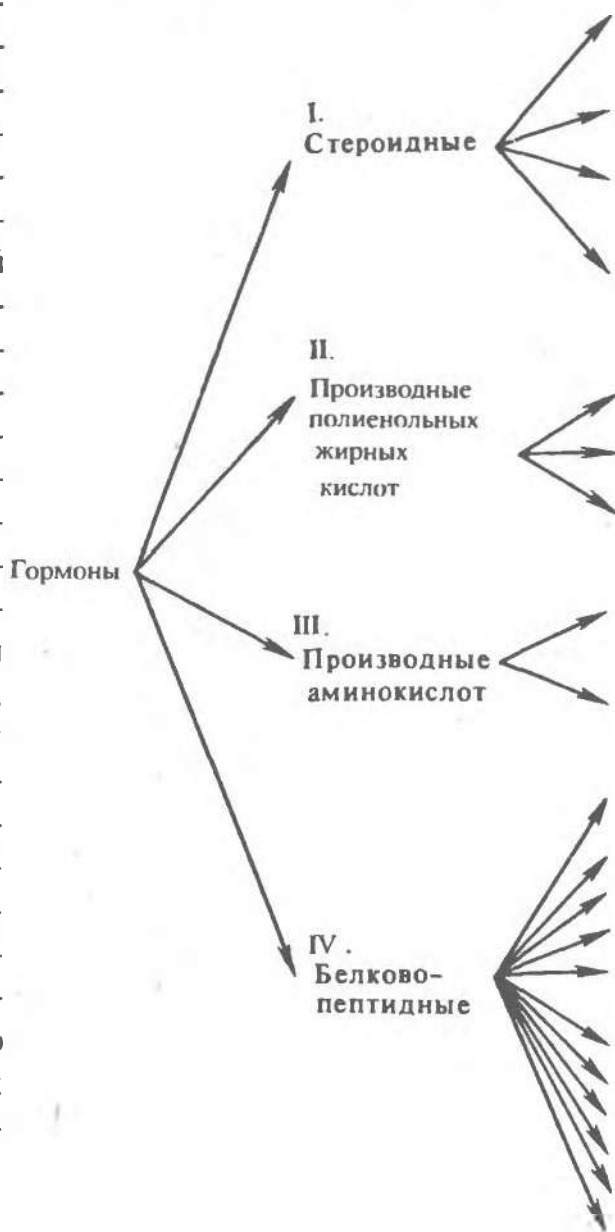 I.
Стероидные
II.
Производные
полиенольных
жирных
кислот
Гормоны
III.
Производные
аминокислот
IV.
Белково-
пептидные